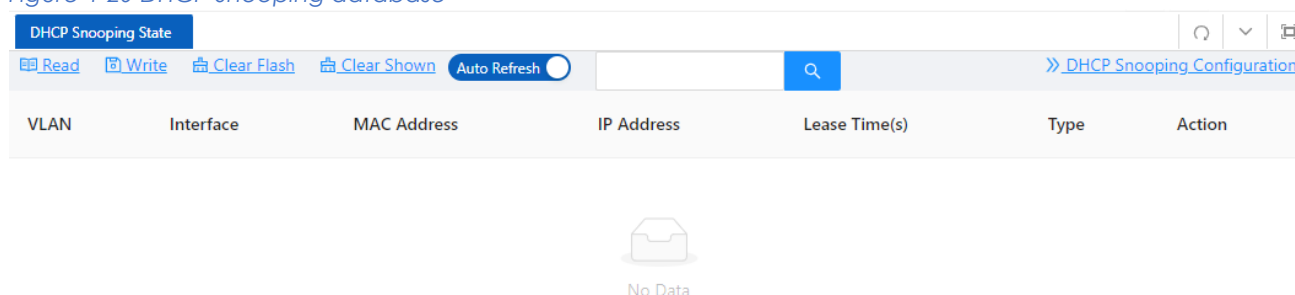 DHCP Snooping State
Read Write Clear Flash Clear Shown Auto Refresh DHCP Snooping Configuration
VLAN Interface MAC Address IP Address Lease Time(s) Type Action
No Data